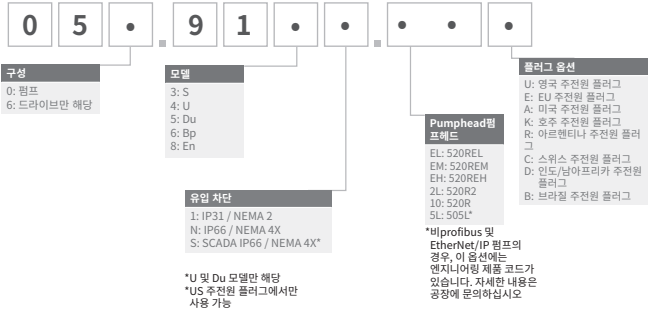 0 5 • . 9 1 • • . • • •
구성
0: 펌프
6: 드라이브만 해당
모델
3: S
4: U
5: Du
6: Bp
8: En
유입 차단
1: IP31 / NEMA 2
N: IP66 / NEMA 4X
S: SCADA IP66 / NEMA 4X*
*U 및 Du 모델만 해당
*US 주전원 플러그에서만
사용 가능
Pumphead펌
프헤드
EL: 520REL
EM: 520REM
EH: 520REH
2L: 520R2
10: 520R
5L: 505L*
*비profibus 및
EtherNet/IP 펌프의
경우, 이 옵션에는
엔지니어링 제품 코드가
있습니다. 자세한 내용은
공장에 문의하십시오
플러그 옵션
U: 영국 주전원 플러그
E: EU 주전원 플러그
A: 미국 주전원 플러그
K: 호주 주전원 플러그
R: 아르헨티나 주전원 플러
그
C: 스위스 주전원 플러그
D: 인도/남아프리카 주전원
플러그
B: 브라질 주전원 플러그